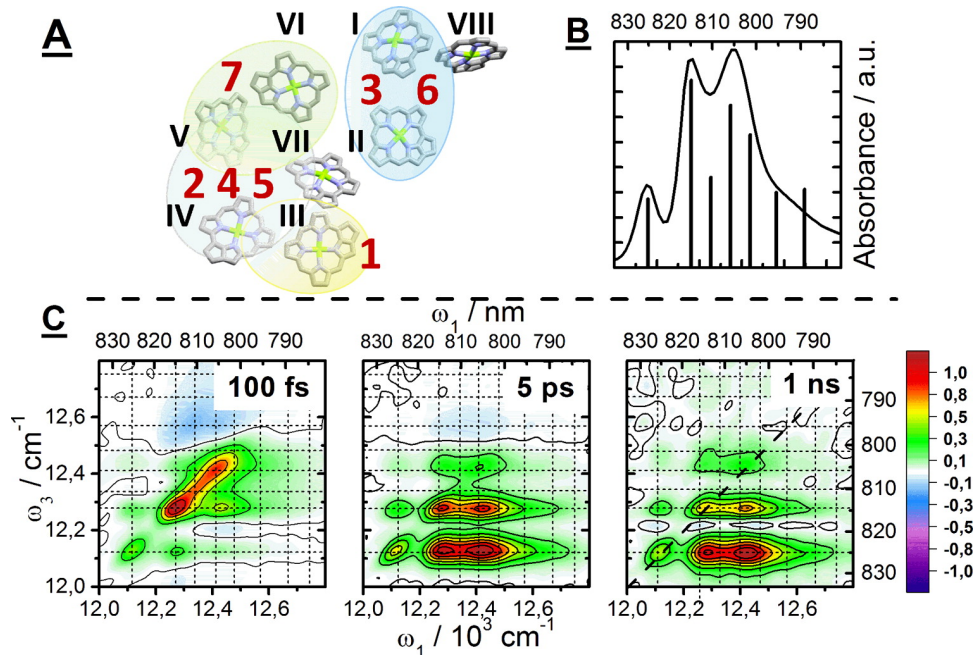 A
VI I VIII
7 3 6
V VII II
2 4 5
IV III
1
B
830 820 810 800 790
Absorbance / a.u.
C
ω1 / nm
830 820 810 800 790
830 820 810 800 790
830 820 810 800 790
100 fs
5 ps
1 ns
ω3 / cm-1
12,6
12,4
12,2
12,0
790
800
810
820
830
12,0 12,2 12,4 12,6
12,0 12,2 12,4 12,6
12,0 12,2 12,4 12,6
ω1 / 10³ cm-1
1,0
0,8
0,6
0,3
0,1
0,1
-0,3
-0,5
-0,8
-1,0